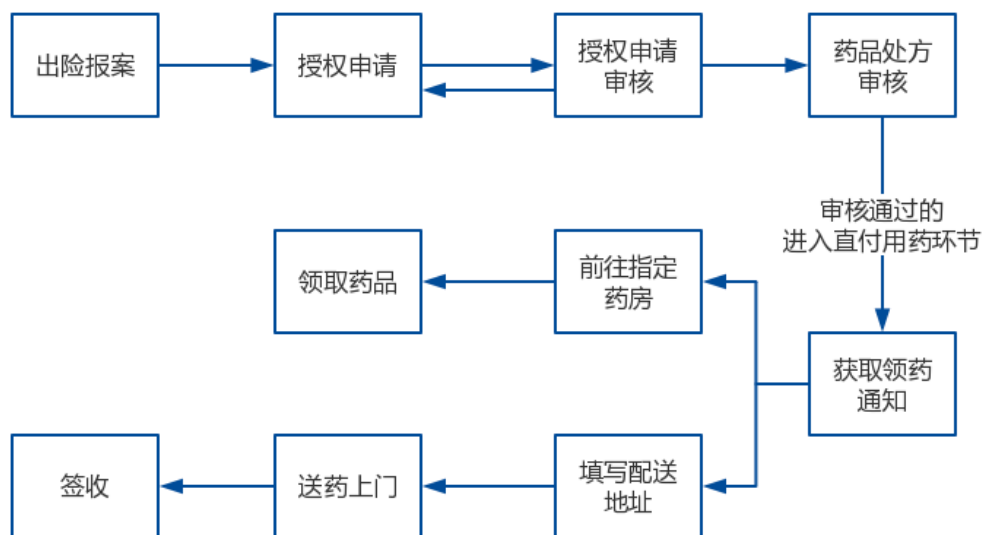 出险报案
授权申请
授权申请
审核
药品处方
审核
审核通过的
进入直付用药环节
领取药品
前往指定
药房
获取领药
通知
签收
送药上门
填写配送
地址